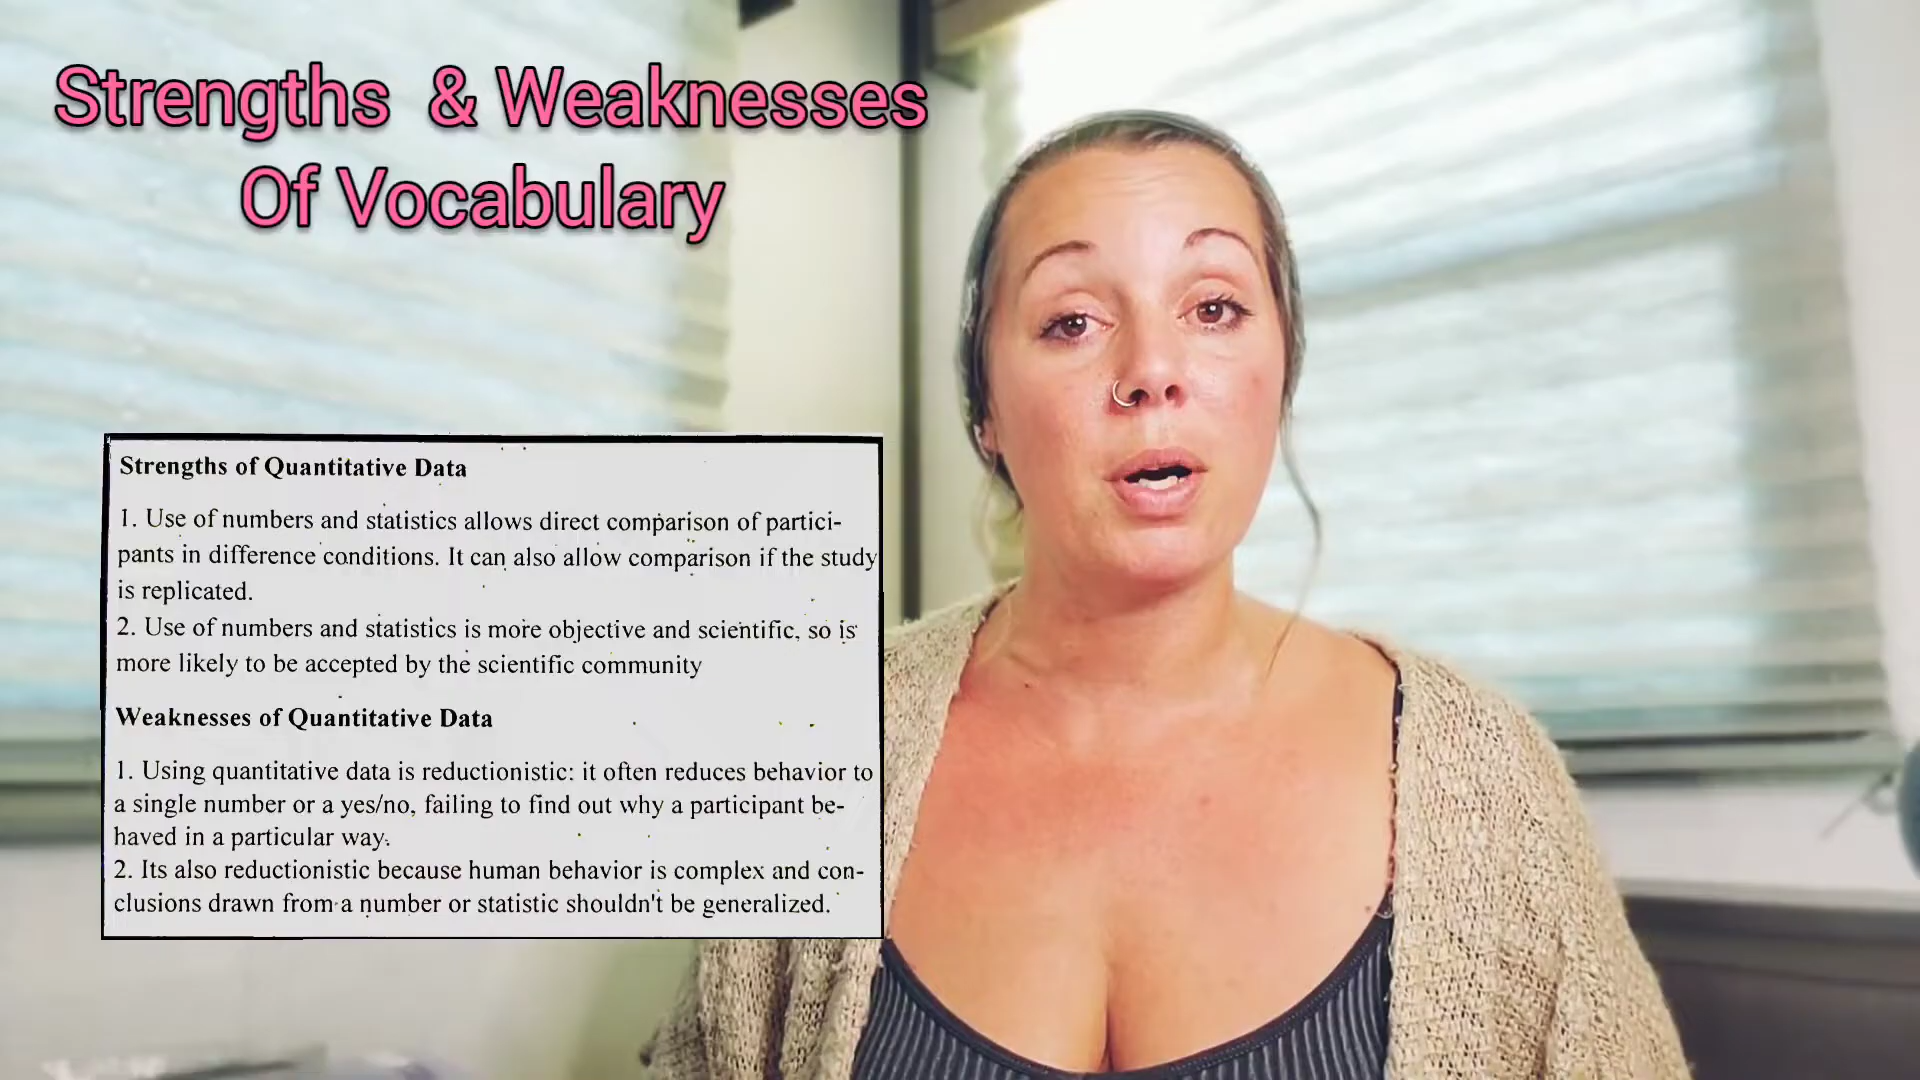 Strengths & Weaknesses
Of Vocabulary
Strengths of Quantitative Data
1. Use of numbers and statistics allows direct comparison of partici-
pants in difference conditions. It can also allow comparison if the study
is replicated.
2. Use of numbers and statistics is more objective and scientific, so is
more likely to be accepted by the scientific community
Weaknesses of Quantitative Data
1. Using quantitative data is reductionistic: it often reduces behavior to
a single number or a yes/no, failing to find out why a participant be-
haved in a particular way.
2. Its also reductionistic because human behavior is complex and con-
clusions drawn from a number or statistic shouldn't be generalized.